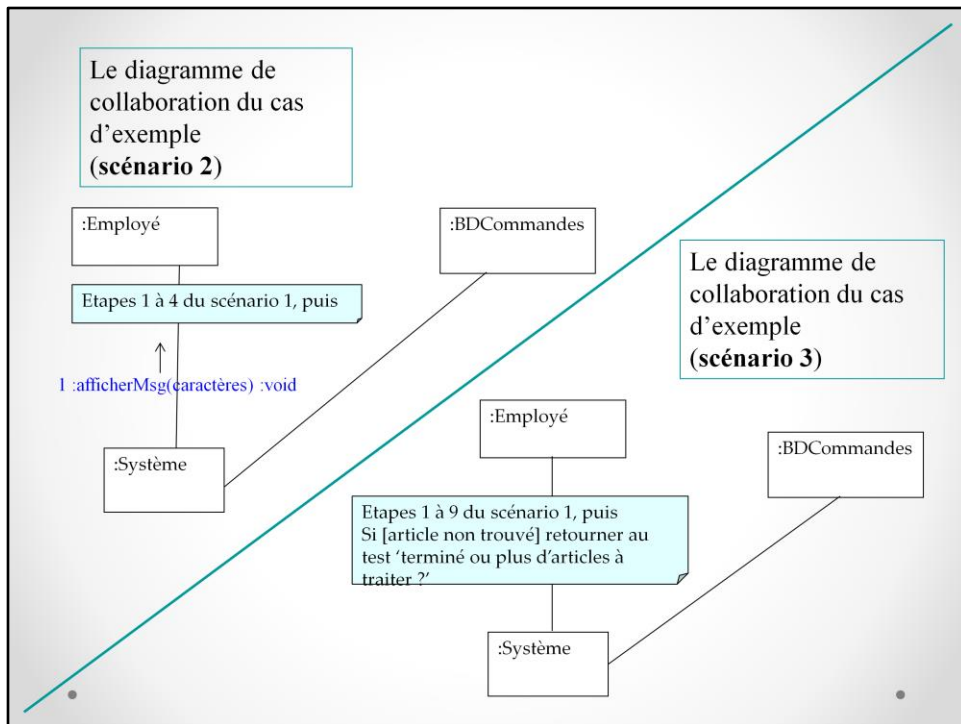 Le diagramme de
collaboration du cas
d’exemple
(scénario 2)
:Employé
:BDCommandes
Etapes 1 à 4 du scénario 1, puis
1 :afficherMsg(caractères) :void
:Système
Le diagramme de
collaboration du cas
d’exemple
(scénario 3)
:Employé
:BDCommandes
Etapes 1 à 9 du scénario 1, puis
Si [article non trouvé] retourner au
test ‘terminé ou plus d’articles à
traiter ?’
:Système